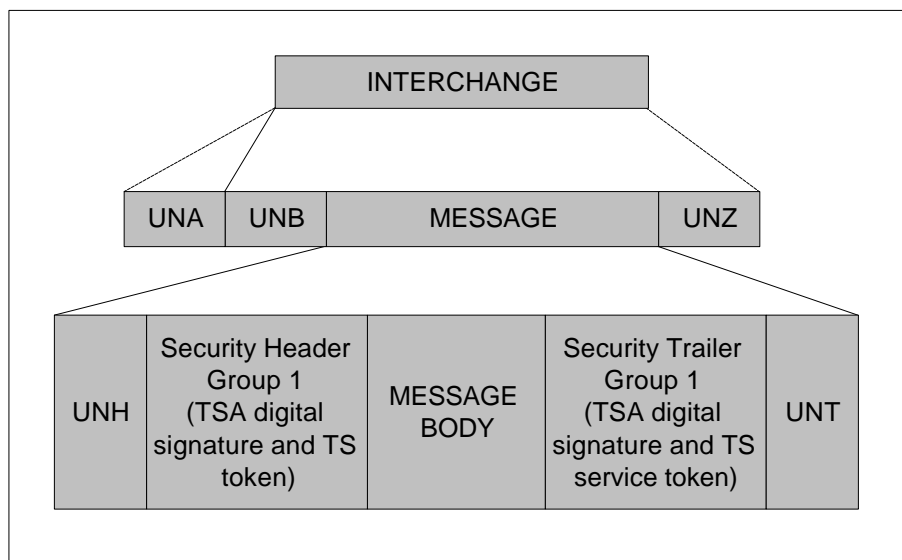 INTERCHANGE
UNA
UNB
MESSAGE
UNZ
UNH
Security Header
Group 1
(TSA digital
signature and TS
token)
MESSAGE
BODY
Security Trailer
Group 1
(TSA digital
signature and TS
service token)
UNT